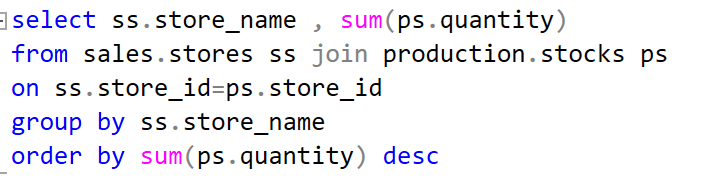 select ss.store_name , sum(ps.quantity)
from sales.stores ss join production.stocks ps
on ss.store_id=ps.store_id
group by ss.store_name
order by sum(ps.quantity) desc